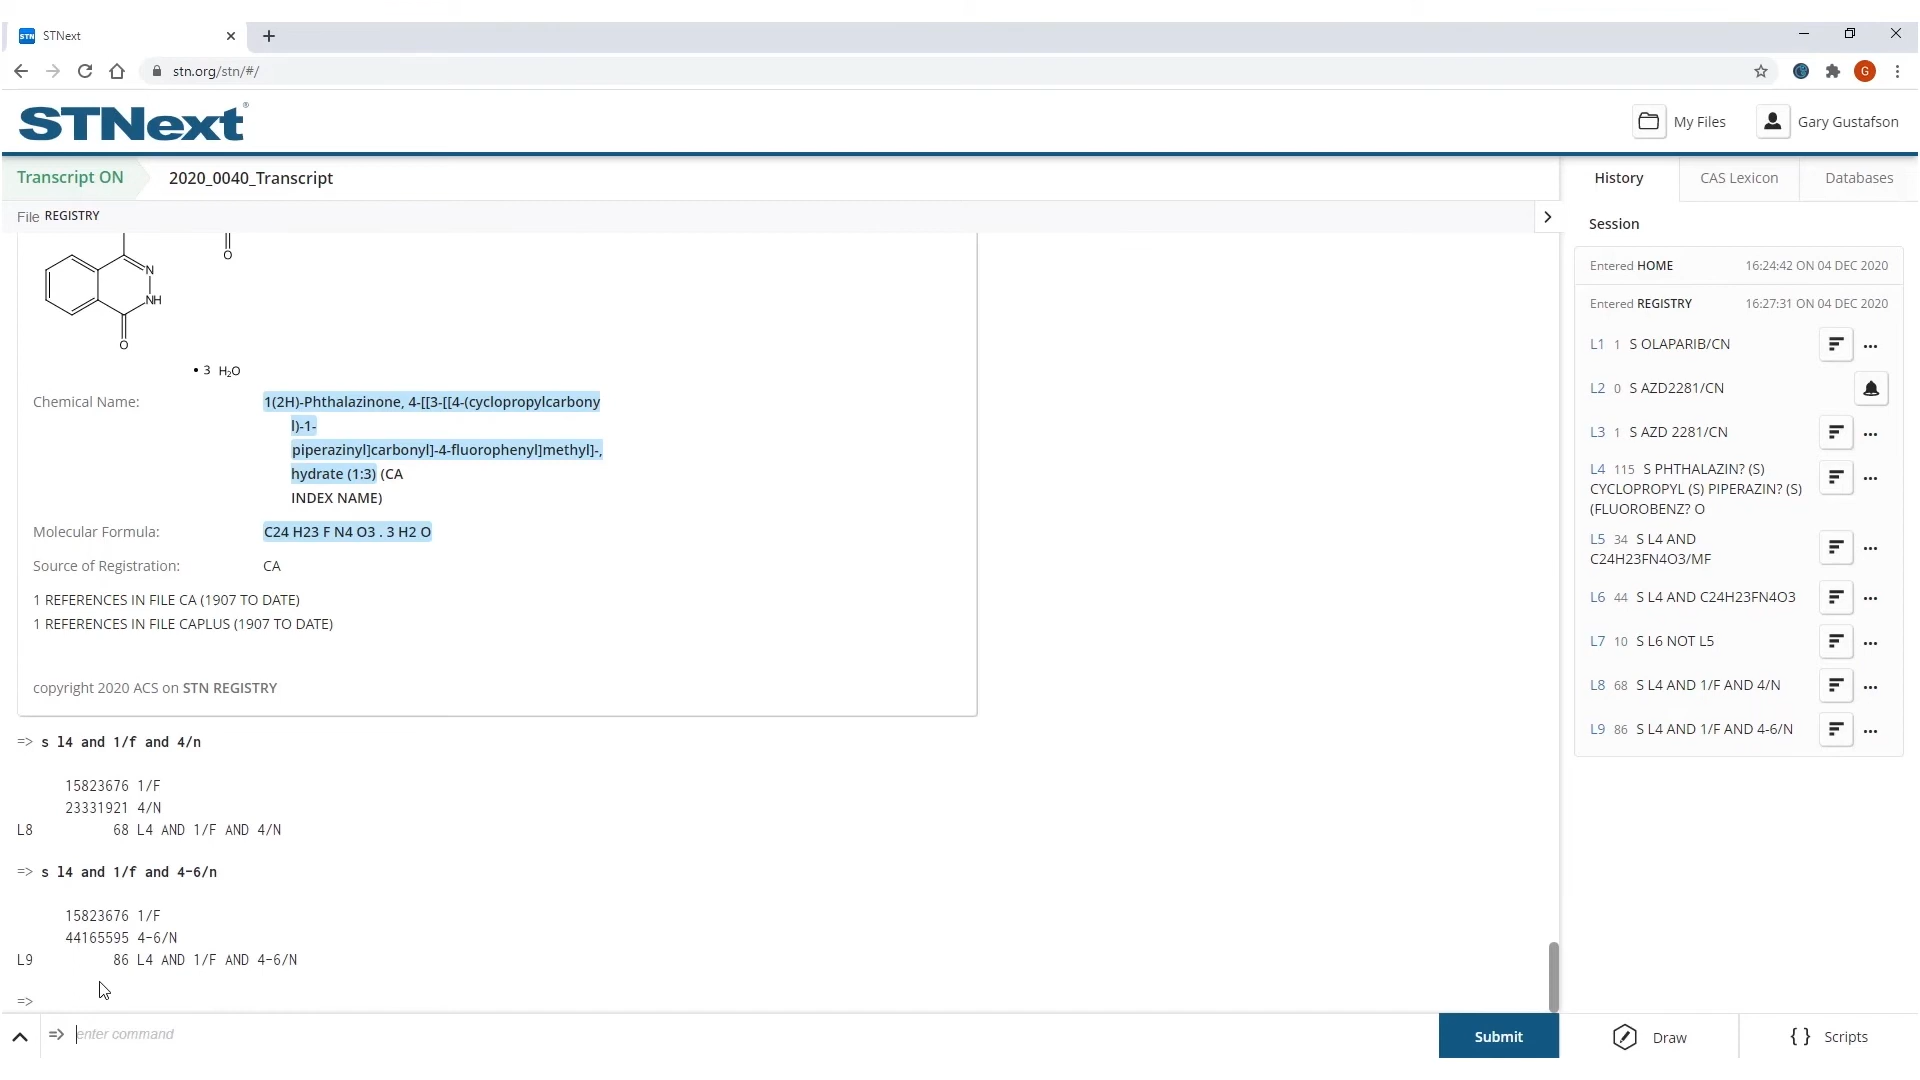 STNext
stn.org/stn/#/
G
STNext®
My Files
Gary Gustafson
Transcript ON
2020_0040_Transcript
History
CAS Lexicon
Databases
File REGISTRY
Session
O
N
NH
O
• 3 H2O
Chemical Name:
1(2H)-Phthalazinone, 4-[[3-[[4-(cyclopropylcarbony
l)-1-
piperazinyl]carbonyl]-4-fluorophenyl]methyl]-,
hydrate (1:3) (CA
INDEX NAME)
Molecular Formula:
C24 H23 F N4 O3 . 3 H2 O
Source of Registration:
CA
1 REFERENCES IN FILE CA (1907 TO DATE)
1 REFERENCES IN FILE CAPLUS (1907 TO DATE)
copyright 2020 ACS on STN REGISTRY
=> s l4 and 1/f and 4/n
15823676 1/F
23331921 4/N
L8 68 L4 AND 1/F AND 4/N
=> s l4 and 1/f and 4-6/n
15823676 1/F
44165595 4-6/N
L9 86 L4 AND 1/F AND 4-6/N
=>
=> enter command
Submit
Entered HOME 16:24:42 ON 04 DEC 2020
Entered REGISTRY 16:27:31 ON 04 DEC 2020
L1 1 S OLAPARIB/CN
L2 0 S AZD2281/CN
L3 1 S AZD 2281/CN
L4 115 S PHTHALAZIN? (S)
CYCLOPROPYL (S) PIPERAZIN? (S)
(FLUOROBENZ? O
L5 34 S L4 AND
C24H23FN4O3/MF
L6 44 S L4 AND C24H23FN4O3
L7 10 S L6 NOT L5
L8 68 S L4 AND 1/F AND 4/N
L9 86 S L4 AND 1/F AND 4-6/N
Draw
{ } Scripts